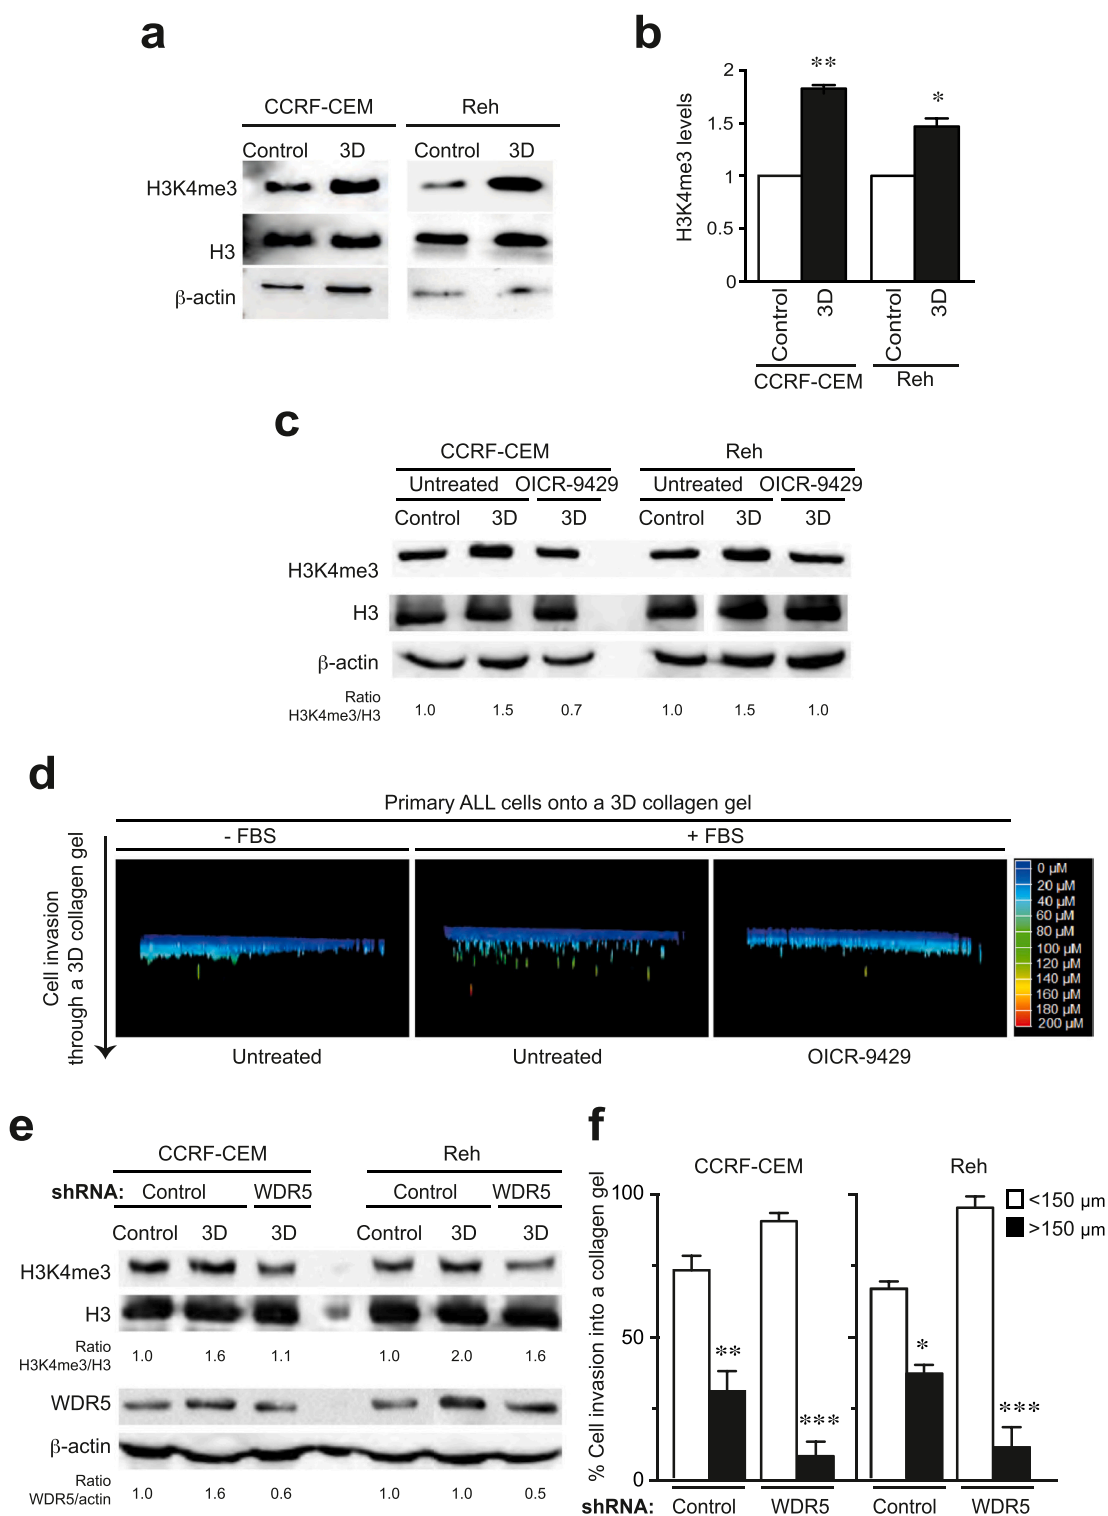 a
CCRF-CEM
Reh
Control
3D
Control
3D
H3K4me3
H3
β-actin
b
H3K4me3 levels
2
1.5
1
0.5
0
**
*
Control
3D
Control
3D
CCRF-CEM
Reh
c
CCRF-CEM
Reh
Untreated
OICR-9429
Untreated
OICR-9429
Control
3D
3D
Control
3D
3D
H3K4me3
H3
β-actin
Ratio
H3K4me3/H3
1.0
1.5
0.7
1.0
1.5
1.0
d
Primary ALL cells onto a 3D collagen gel
- FBS
+ FBS
Cell invasion
through a 3D collagen gel
0 µM
20 µM
40 µM
60 µM
80 µM
100 µM
120 µM
140 µM
160 µM
180 µM
200 µM
Untreated
Untreated
OICR-9429
e
CCRF-CEM
Reh
shRNA:
Control
WDR5
Control
WDR5
Control
3D
3D
Control
3D
3D
H3K4me3
H3
Ratio
H3K4me3/H3
1.0
1.6
1.1
1.0
2.0
1.6
WDR5
β-actin
Ratio
WDR5/actin
1.0
1.6
0.6
1.0
1.0
0.5
f
CCRF-CEM
Reh
% Cell invasion into a collagen gel
100
50
0
<150 µm
>150 µm
**
***
*
***
shRNA:
Control
WDR5
Control
WDR5